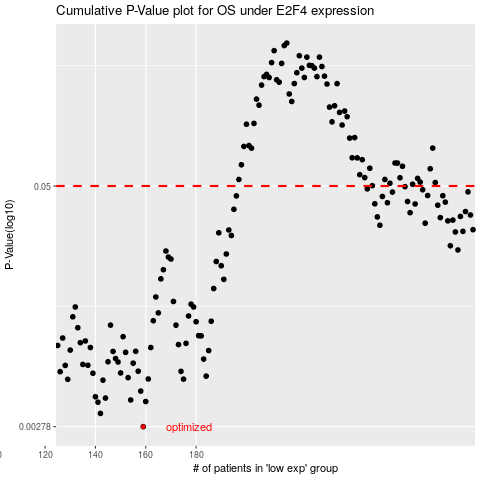 Cumulative P-Value plot for OS under E2F4 expression
P-Value(log10)
0.05
0.00278
optimized
0 120 140 160 180
# of patients in 'low exp' group